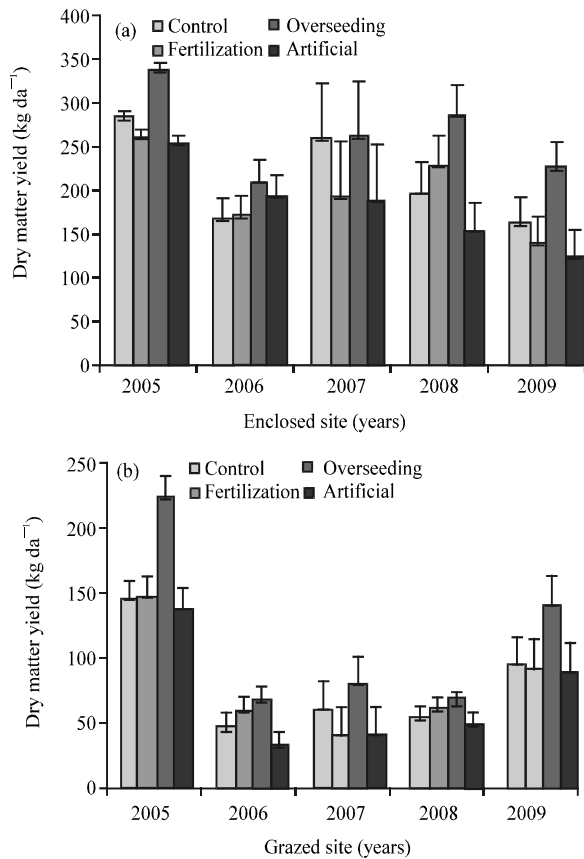 (a)
Control
Overseeding
Fertilization
Artificial
Dry matter yield (kg da⁻¹)
400
350
300
250
200
150
100
50
0
2005 2006 2007 2008 2009
Enclosed site (years)
(b)
Control
Overseeding
Fertilization
Artificial
Dry matter yield (kg da⁻¹)
250
200
150
100
50
0
2005 2006 2007 2008 2009
Grazed site (years)